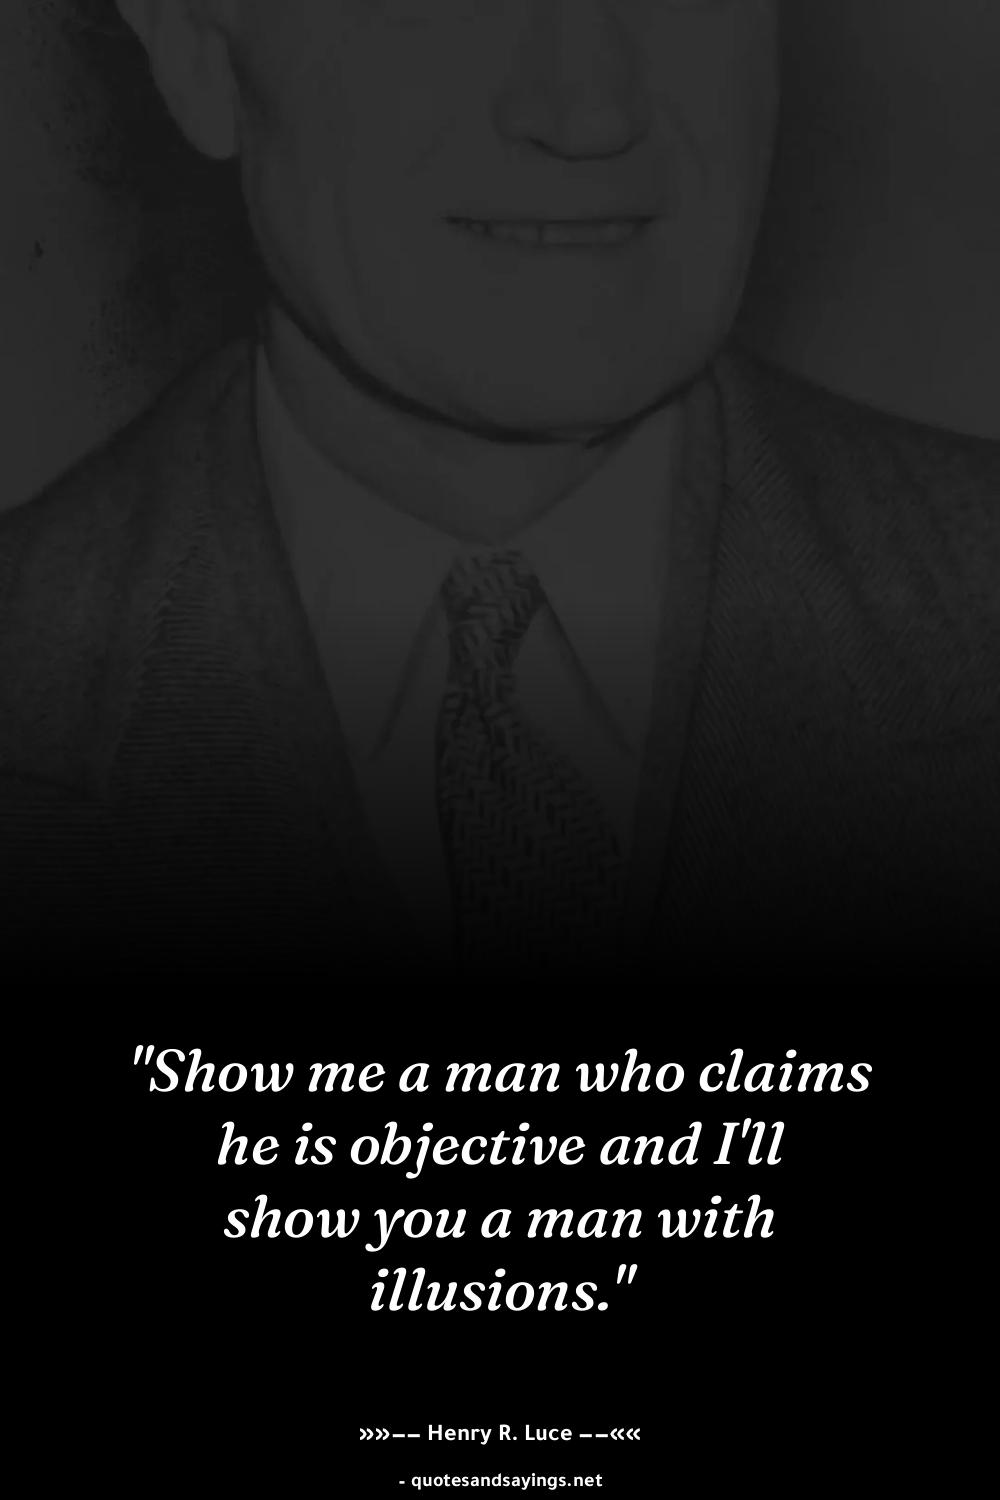 "Show me a man who claims
he is objective and I'll
show you a man with
illusions."
»»−− Henry R. Luce −−««
- quotesandsayings.net